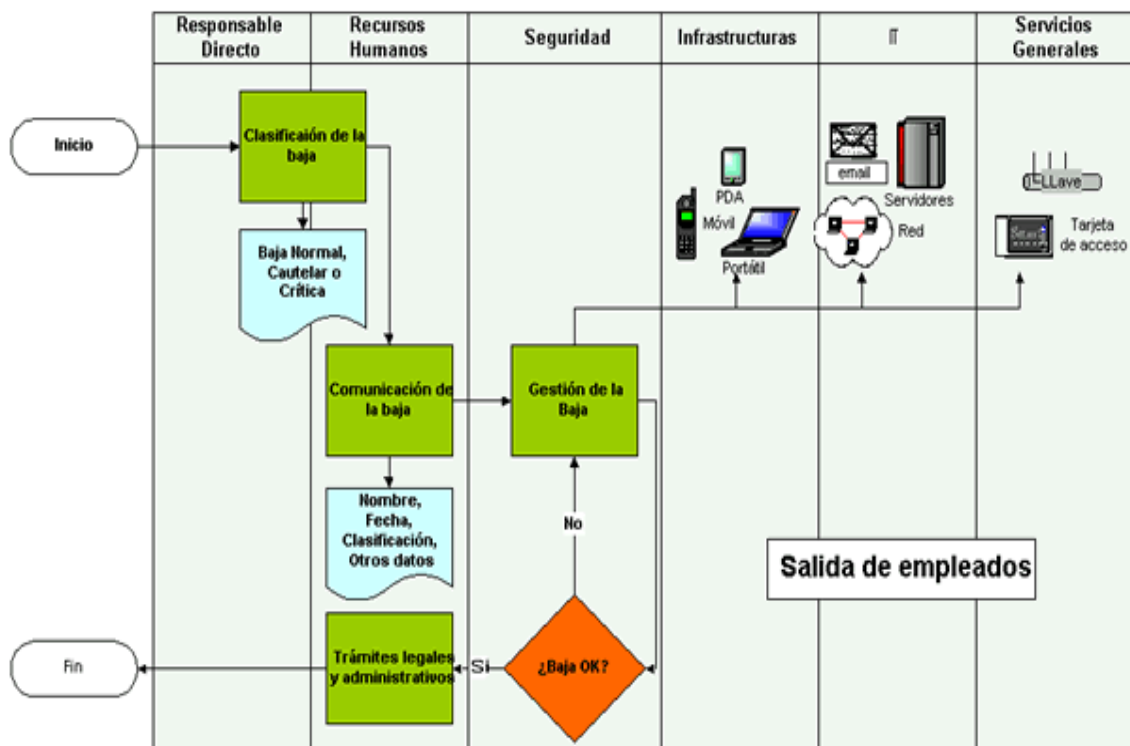 Responsable
Directo
Recursos
Humanos
Seguridad
Infrastructuras
IT
Servicios
Generales
Inicio
Clasificaión de la
baja
Baja Normal,
Cautelar o
Crítica
PDA
Móvil
Portátil
email
Servidores
Red
LLave
Tarjeta
de acceso
Comunicación de
la baja
Gestión de la
Baja
Nombre,
Fecha,
Clasificación,
Otros datos
No
Salida de empleados
Fin
Trámites legales
y administrativos
Si
¿Baja OK?